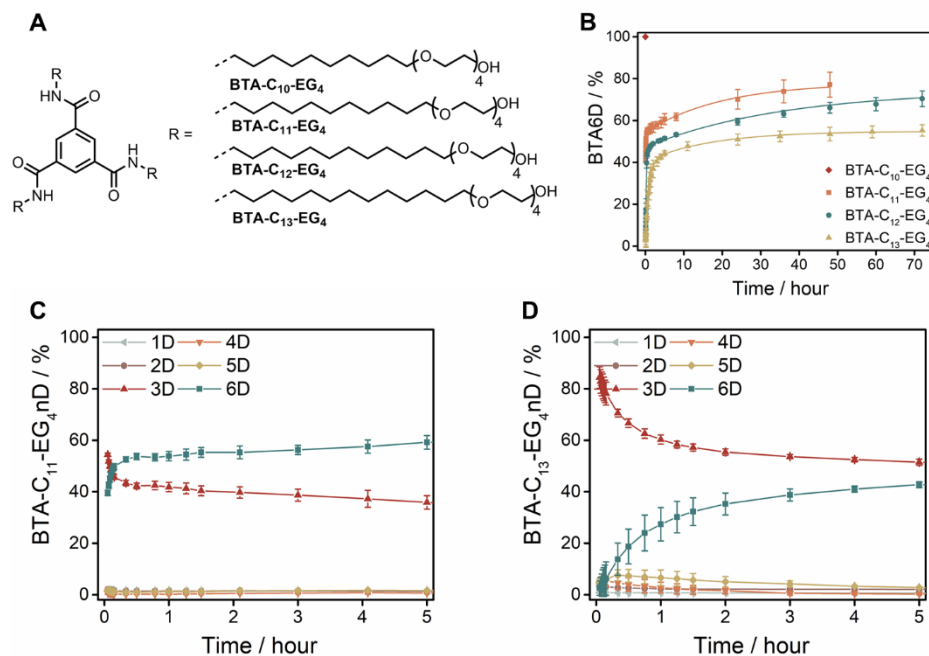 A
R
HN
O
O
NH
R
O
HN
R
R =
O
OH
4
BTA-C₁₀-EG₄
O
OH
4
BTA-C₁₁-EG₄
O
OH
4
BTA-C₁₂-EG₄
O
OH
4
BTA-C₁₃-EG₄
B
BTA6D / %
100
80
60
40
20
0
BTA-C₁₀-EG₄
BTA-C₁₁-EG₄
BTA-C₁₂-EG₄
BTA-C₁₃-EG₄
0 10 20 30 40 50 60 70
Time / hour
C
BTA-C₁₁-EG₄nD / %
100
80
60
40
20
0
1D 4D
2D 5D
3D 6D
0 1 2 3 4 5
Time / hour
D
BTA-C₁₃-EG₄nD / %
100
80
60
40
20
0
1D 4D
2D 5D
3D 6D
0 1 2 3 4 5
Time / hour